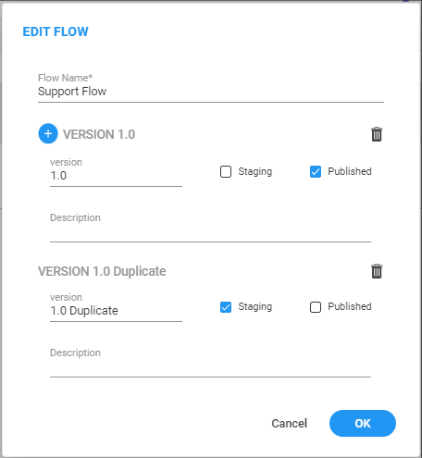 EDIT FLOW
Flow Name*
Support Flow
+ VERSION 1.0
version
1.0
Staging
Published
Description
VERSION 1.0 Duplicate
version
1.0 Duplicate
Staging
Published
Description
Cancel
OK